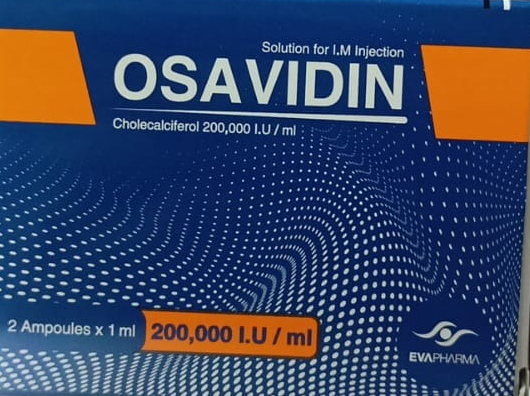 Solution for I.M Injection
OSAVIDIN
Cholecalciferol 200,000 I.U / ml
2 Ampoules x 1 ml
200,000 I.U / ml
EVAPHARMA